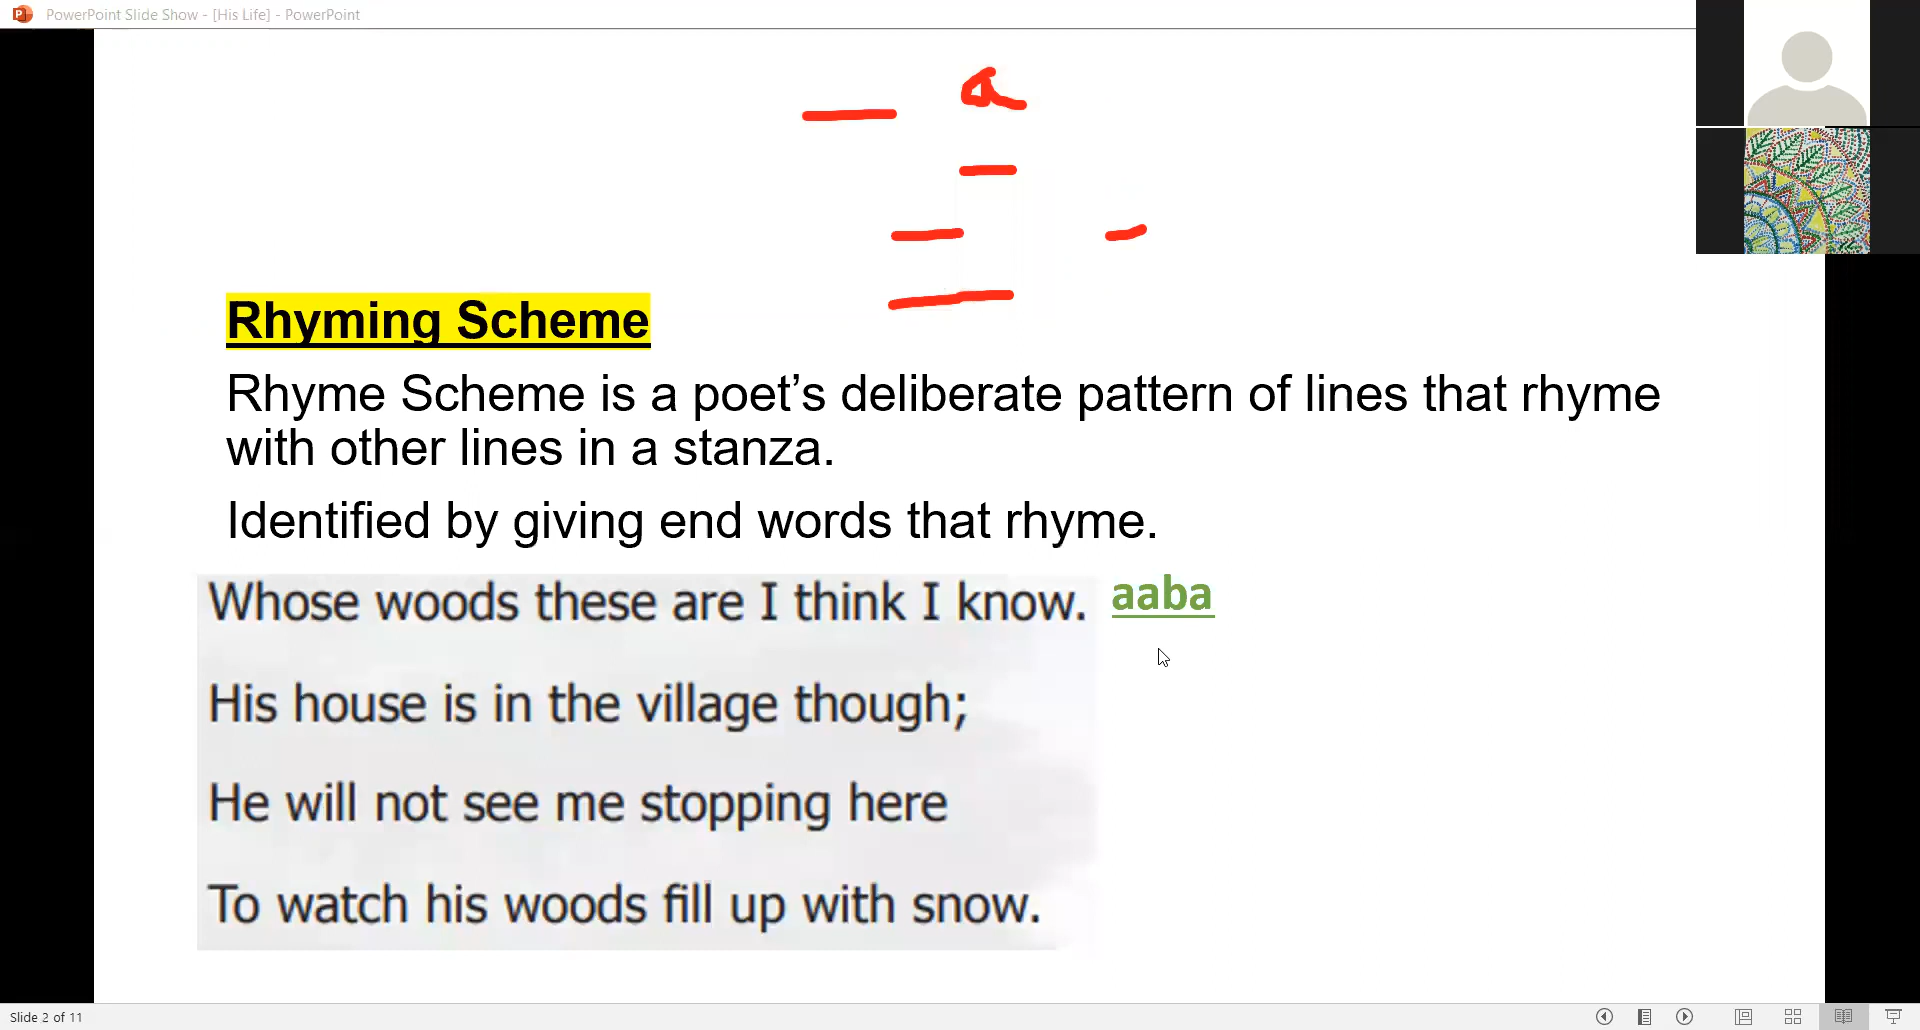 PowerPoint Slide Show - [His Life] - PowerPoint
a
Rhyming Scheme
Rhyme Scheme is a poet’s deliberate pattern of lines that rhyme
with other lines in a stanza.
Identified by giving end words that rhyme.
Whose woods these are I think I know. aaba
His house is in the village though;
He will not see me stopping here
To watch his woods fill up with snow.
Slide 2 of 11